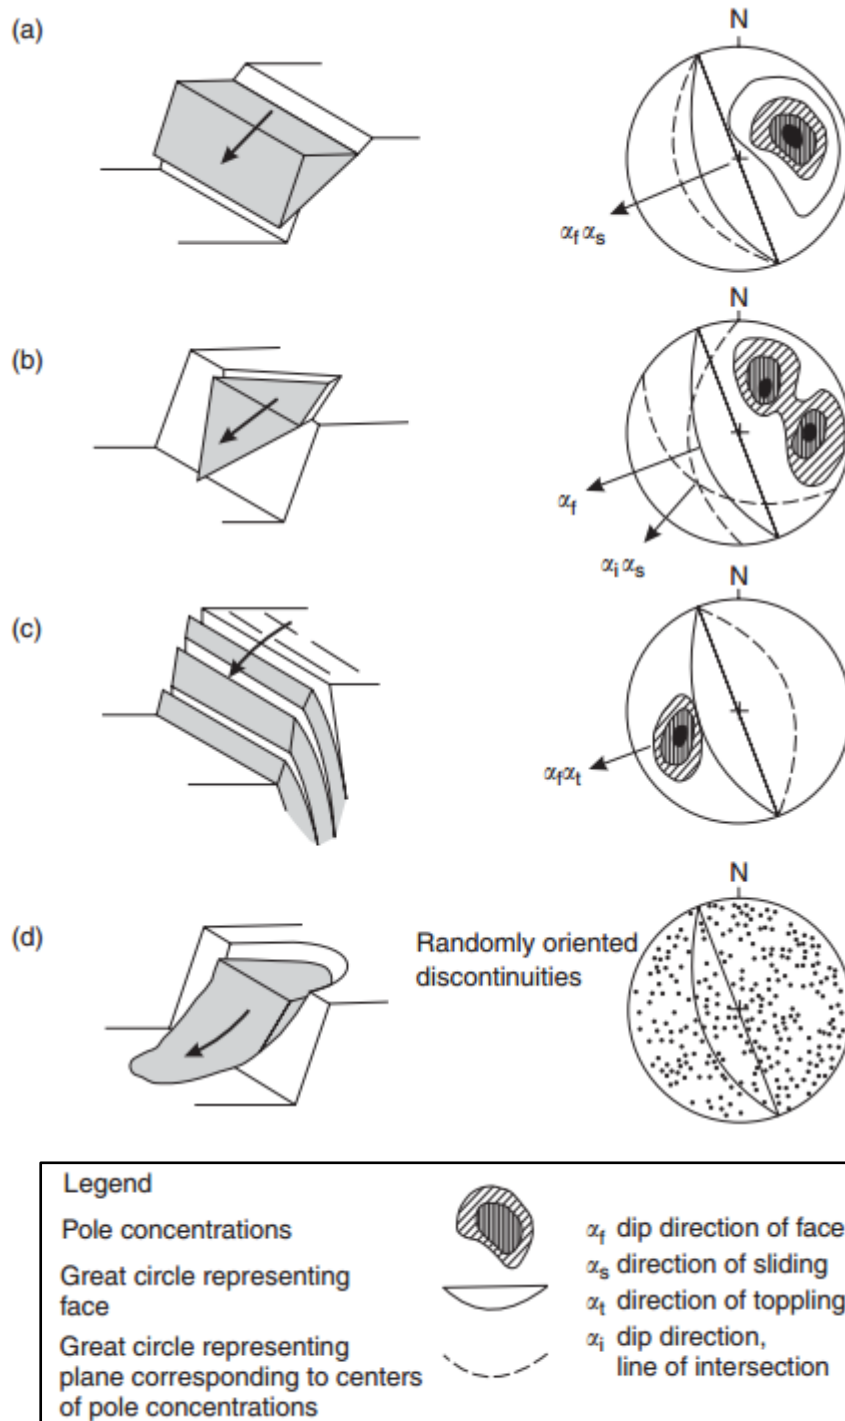 (a)
N
αf αs
(b)
N
αf
αi αs
(c)
N
αfαt
(d)
N
Randomly oriented
discontinuities
Legend
Pole concentrations
Great circle representing
face
Great circle representing
plane corresponding to centers
of pole concentrations
αf dip direction of face
αs direction of sliding
αt direction of toppling
αi dip direction,
line of intersection